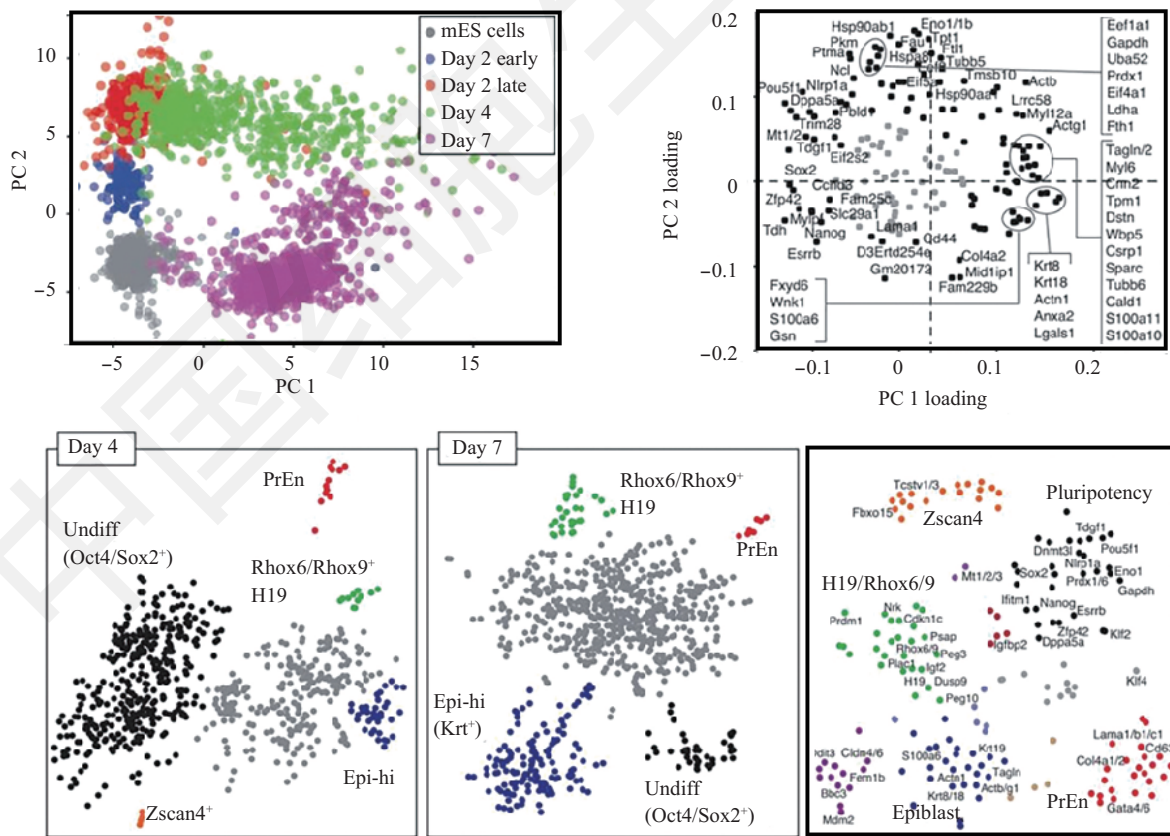 10
5
0
−5
PC 2
−5
0
5
10
15
PC 1
mES cells
Day 2 early
Day 2 late
Day 4
Day 7
0.2
0.1
0
−0.1
−0.2
PC 2 loading
−0.1
0
0.1
0.2
PC 1 loading
Hsp90ab1
Eno1/1b
Pkm
Fau
Tpt1
Ptma
Ftl1
Ncl
Tubb5
Pou5f1
Nlrp1a
Tmsb10
Actb
Dppa5a
Hsp90aa1
Lrrc58
Trim28
Pbld1
Myl12a
Mt1/2
Tdgf1
Actg1
Eif2s2
Sox2
Zfp42
Fam25c
Mylpf
Slc29a1
Tdh
Nanog
Lama1
Esrrb
Cd44
D3Ertd254e
Col4a2
Gm20172
Mid1ip1
Fam229b
Eef1a1
Gapdh
Uba52
Prdx1
Eif4a1
Ldha
Fth1
Tagln/2
Myl6
Tpm1
Dstn
Wbp5
Csrp1
Sparc
Tubb6
Cald1
S100a11
S100a10
Krt8
Krt18
Actn1
Anxa2
Lgals1
Fxyd6
Wnk1
S100a6
Gsn
Day 4
PrEn
Undiff
(Oct4/Sox2⁺)
Rhox6/Rhox9⁺
H19
Epi-hi
Zscan4⁺
Day 7
Rhox6/Rhox9⁺
H19
PrEn
Epi-hi
(Krt⁺)
Undiff
(Oct4/Sox2⁺)
Tcstv1/3
Fbxo15
Zscan4
Pluripotency
Tdgf1
Dnmt3l
Pou5f1
Nlrp1a
Mt1/2/3
Sox2
Eno1
Prdx1/6
Gapdh
H19/Rhox6/9
Ifitm1
Nanog
Esrrb
Nrk
Cdkn1c
Prdm1
Psap
Igfbp2
Zfp42
Klf2
Dppa5a
Rhox6/9
Peg3
Plac1
Igf2
H19
Dusp9
Klf4
Peg10
Lama1/b1/c1
Cldn4/6
S100a6
Krt19
Col4a1/2
Fem1b
Actn1
Tagln
Bbc3
Krt8/18
Actb/g1
Mdm2
Epiblast
PrEn
Gata4/6